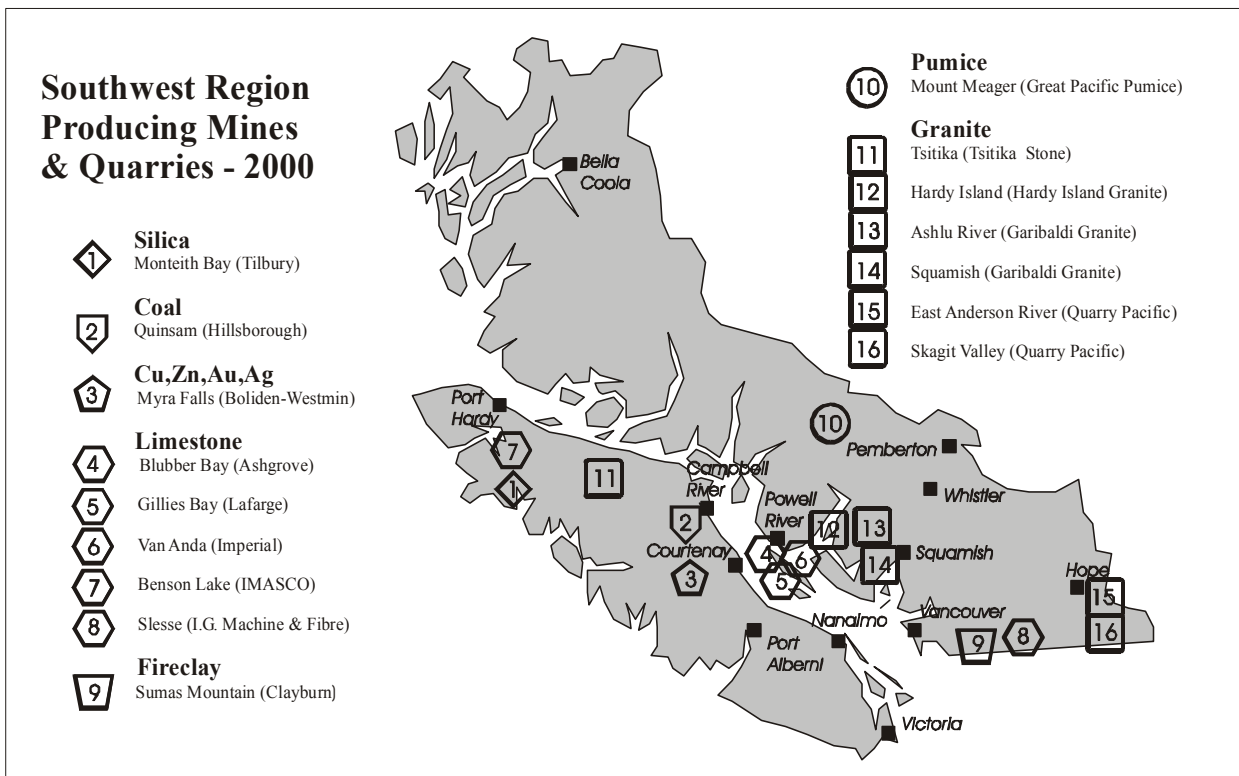 Southwest Region
Producing Mines
& Quarries - 2000
1
Silica
Monteith Bay (Tilbury)
2
Coal
Quinsam (Hillsborough)
3
Cu,Zn,Au,Ag
Myra Falls (Boliden-Westmin)
Limestone
4
Blubber Bay (Ashgrove)
5
Gillies Bay (Lafarge)
6
Van Anda (Imperial)
7
Benson Lake (IMASCO)
8
Slesse (I.G. Machine & Fibre)
Fireclay
9
Sumas Mountain (Clayburn)
Pumice
10
Mount Meager (Great Pacific Pumice)
Granite
11
Tsitika (Tsitika Stone)
12
Hardy Island (Hardy Island Granite)
13
Ashlu River (Garibaldi Granite)
14
Squamish (Garibaldi Granite)
15
East Anderson River (Quarry Pacific)
16
Skagit Valley (Quarry Pacific)
Bella
Coola
Port
Hardy
7
1
11
10
Pemberton
Whistler
Campbell
River
2
Powell
River
12
13
Courtenay
3
4
6
5
14
Squamish
Hope
15
16
Nanaimo
Vancouver
9
8
Port
Alberni
Victoria